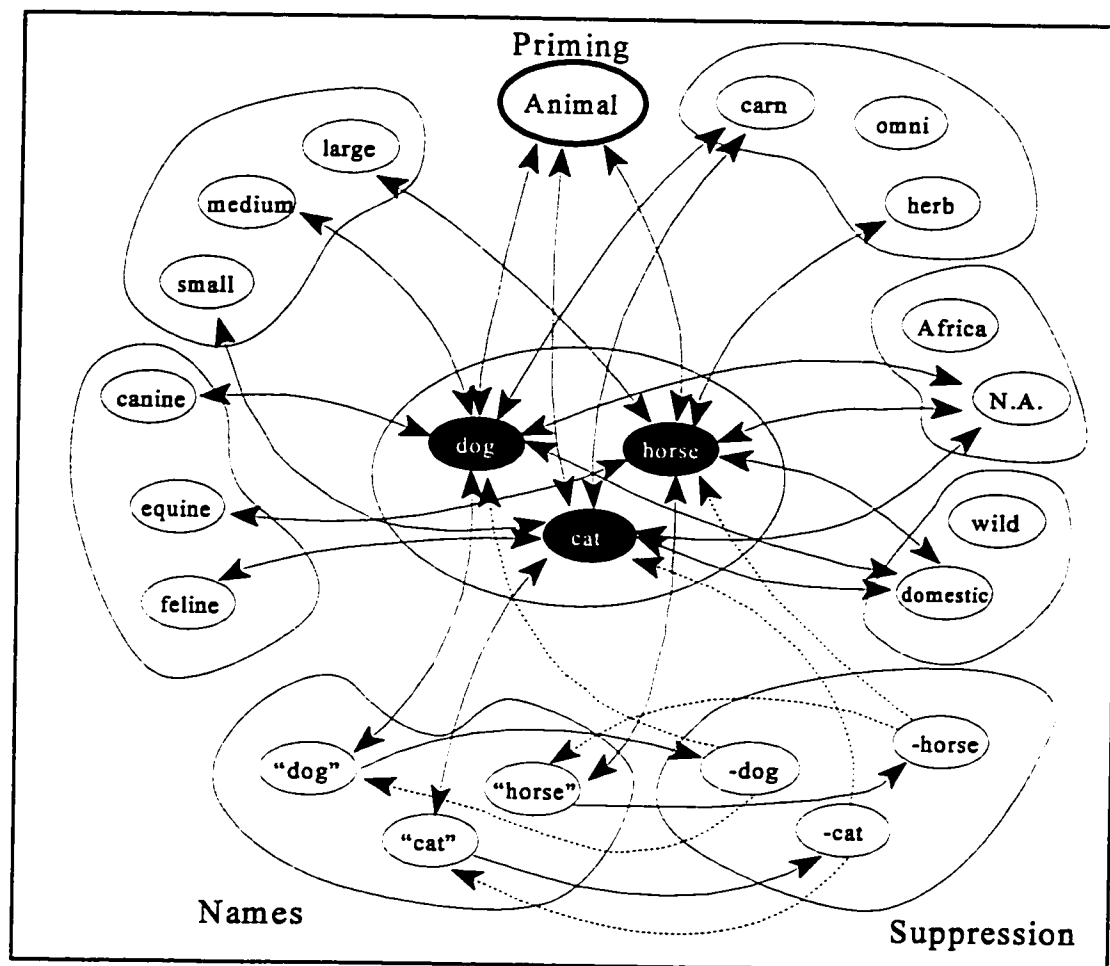 Priming
Animal
carn
omni
herb
large
medium
small
Africa
N.A.
canine
equine
feline
dog
horse
cat
wild
domestic
“dog”
“horse”
“cat”
-dog
-horse
-cat
Names
Suppression